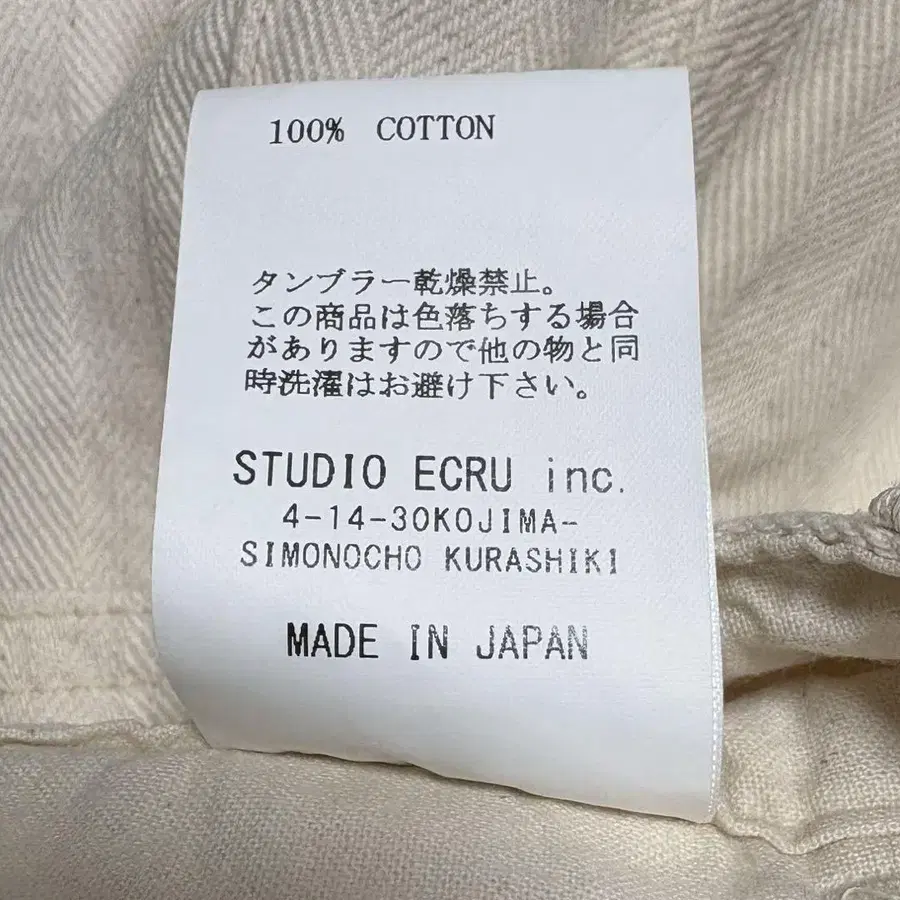 100% COTTON
タンブラー乾燥禁止。
この商品は色落ちする場合
がありますので他の物と同
時洗濯はお避け下さい。
STUDIO ECRU inc.
4-14-30KOJIMA-
SIMONOCHO KURASHIKI
MADE IN JAPAN